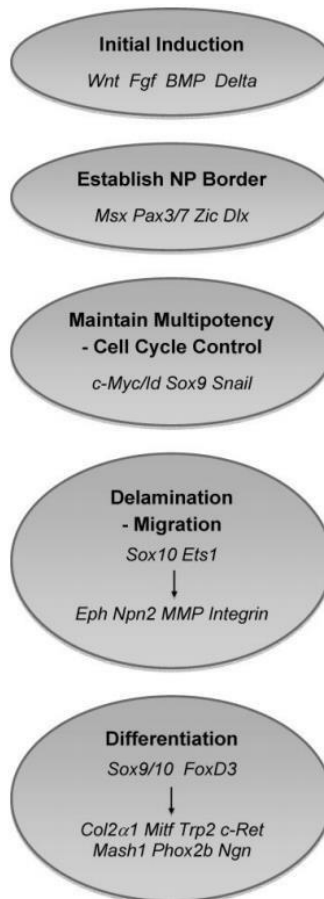 Initial Induction
Wnt Fgf BMP Delta
Establish NP Border
Msx Pax3/7 Zic Dlx
Maintain Multipotency
- Cell Cycle Control
c-Myc/Id Sox9 Snail
Delamination
- Migration
Sox10 Ets1
Eph Npn2 MMP Integrin
Differentiation
Sox9/10 FoxD3
Col2α1 Mitf Trp2 c-Ret
Mash1 Phox2b Ngn